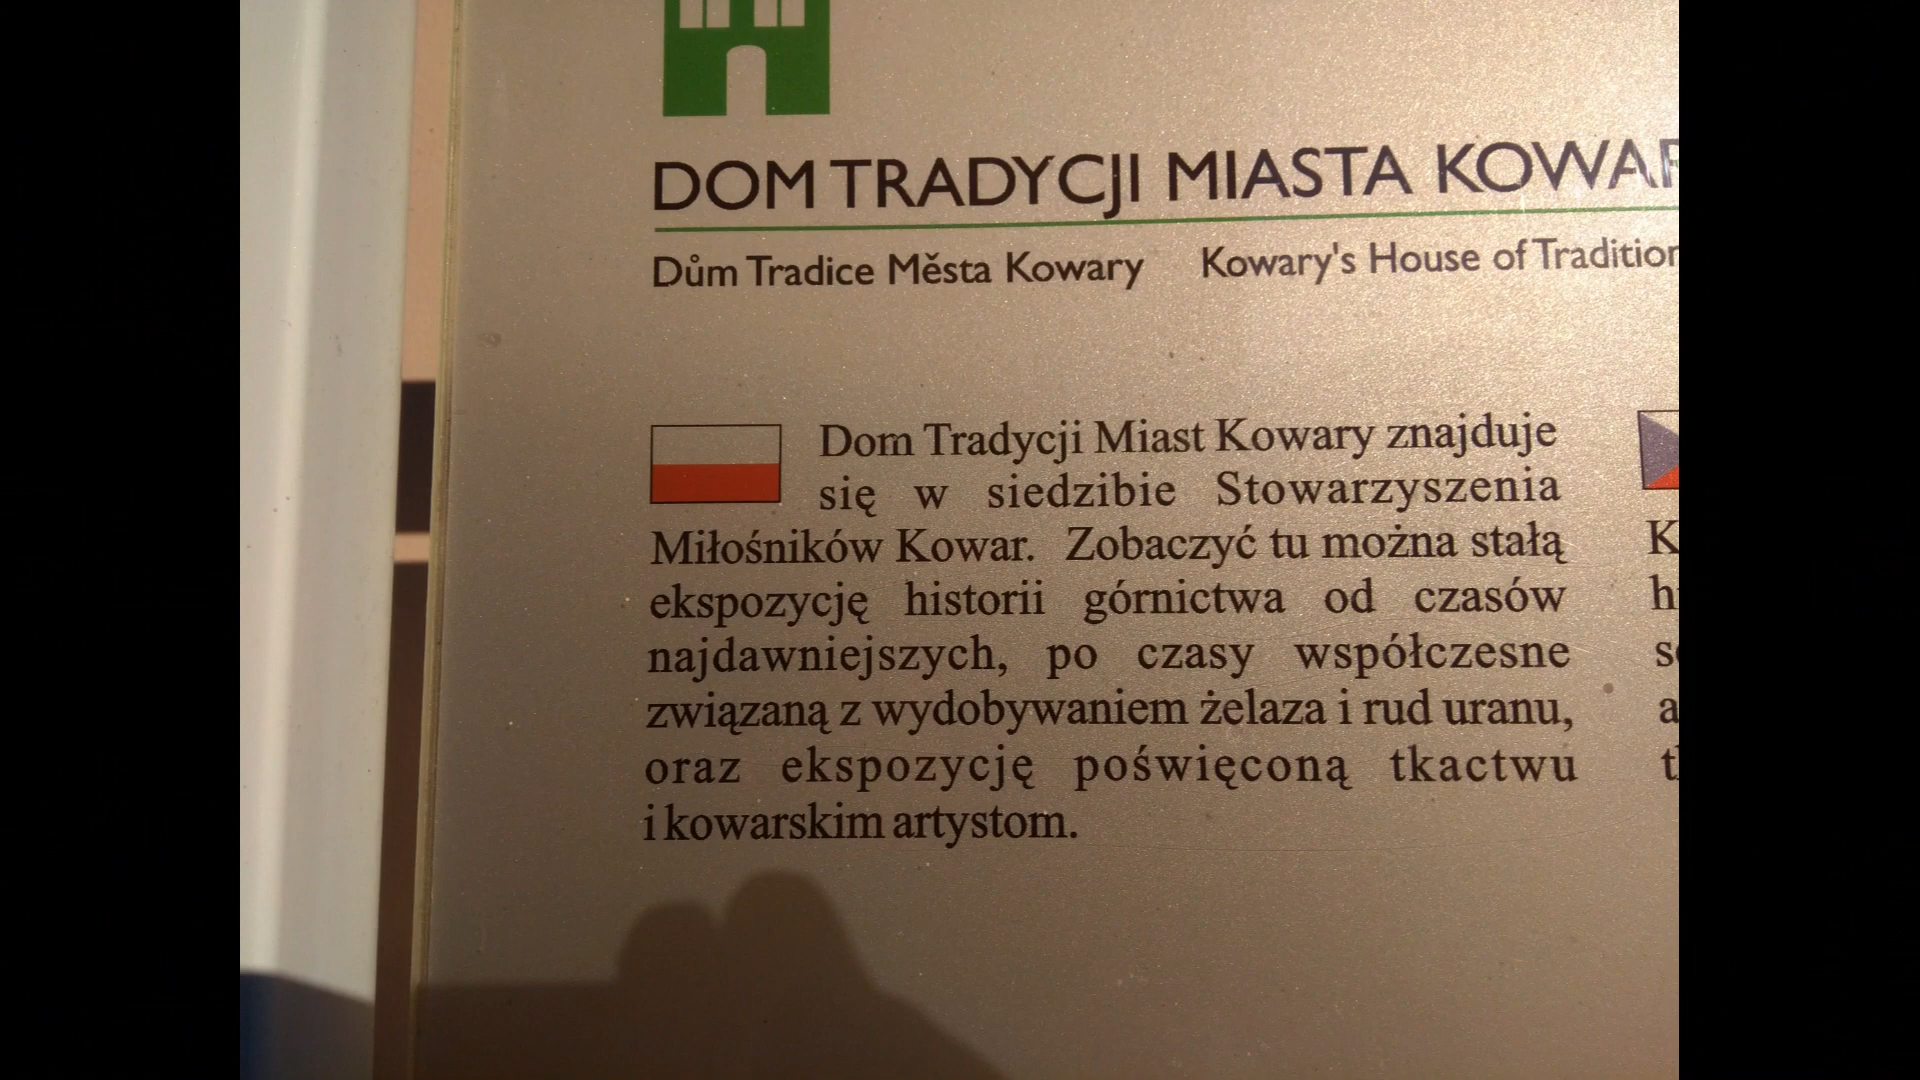 DOM TRADYCJI MIASTA
Dům Tradice Města Kowary Kowary's House of
Dom Tradycji Miast Kowary znajduje
się w siedzibie Stowarzyszenia
Miłośników Kowar. Zobaczyć tu można stałą
ekspozycję historii górnictwa od czasów
najdawniejszych, po czasy współczesne
związaną z wydobywaniem żelaza i rud uranu,
oraz ekspozycję poświęconą tkactwu
i kowarskim artystom.